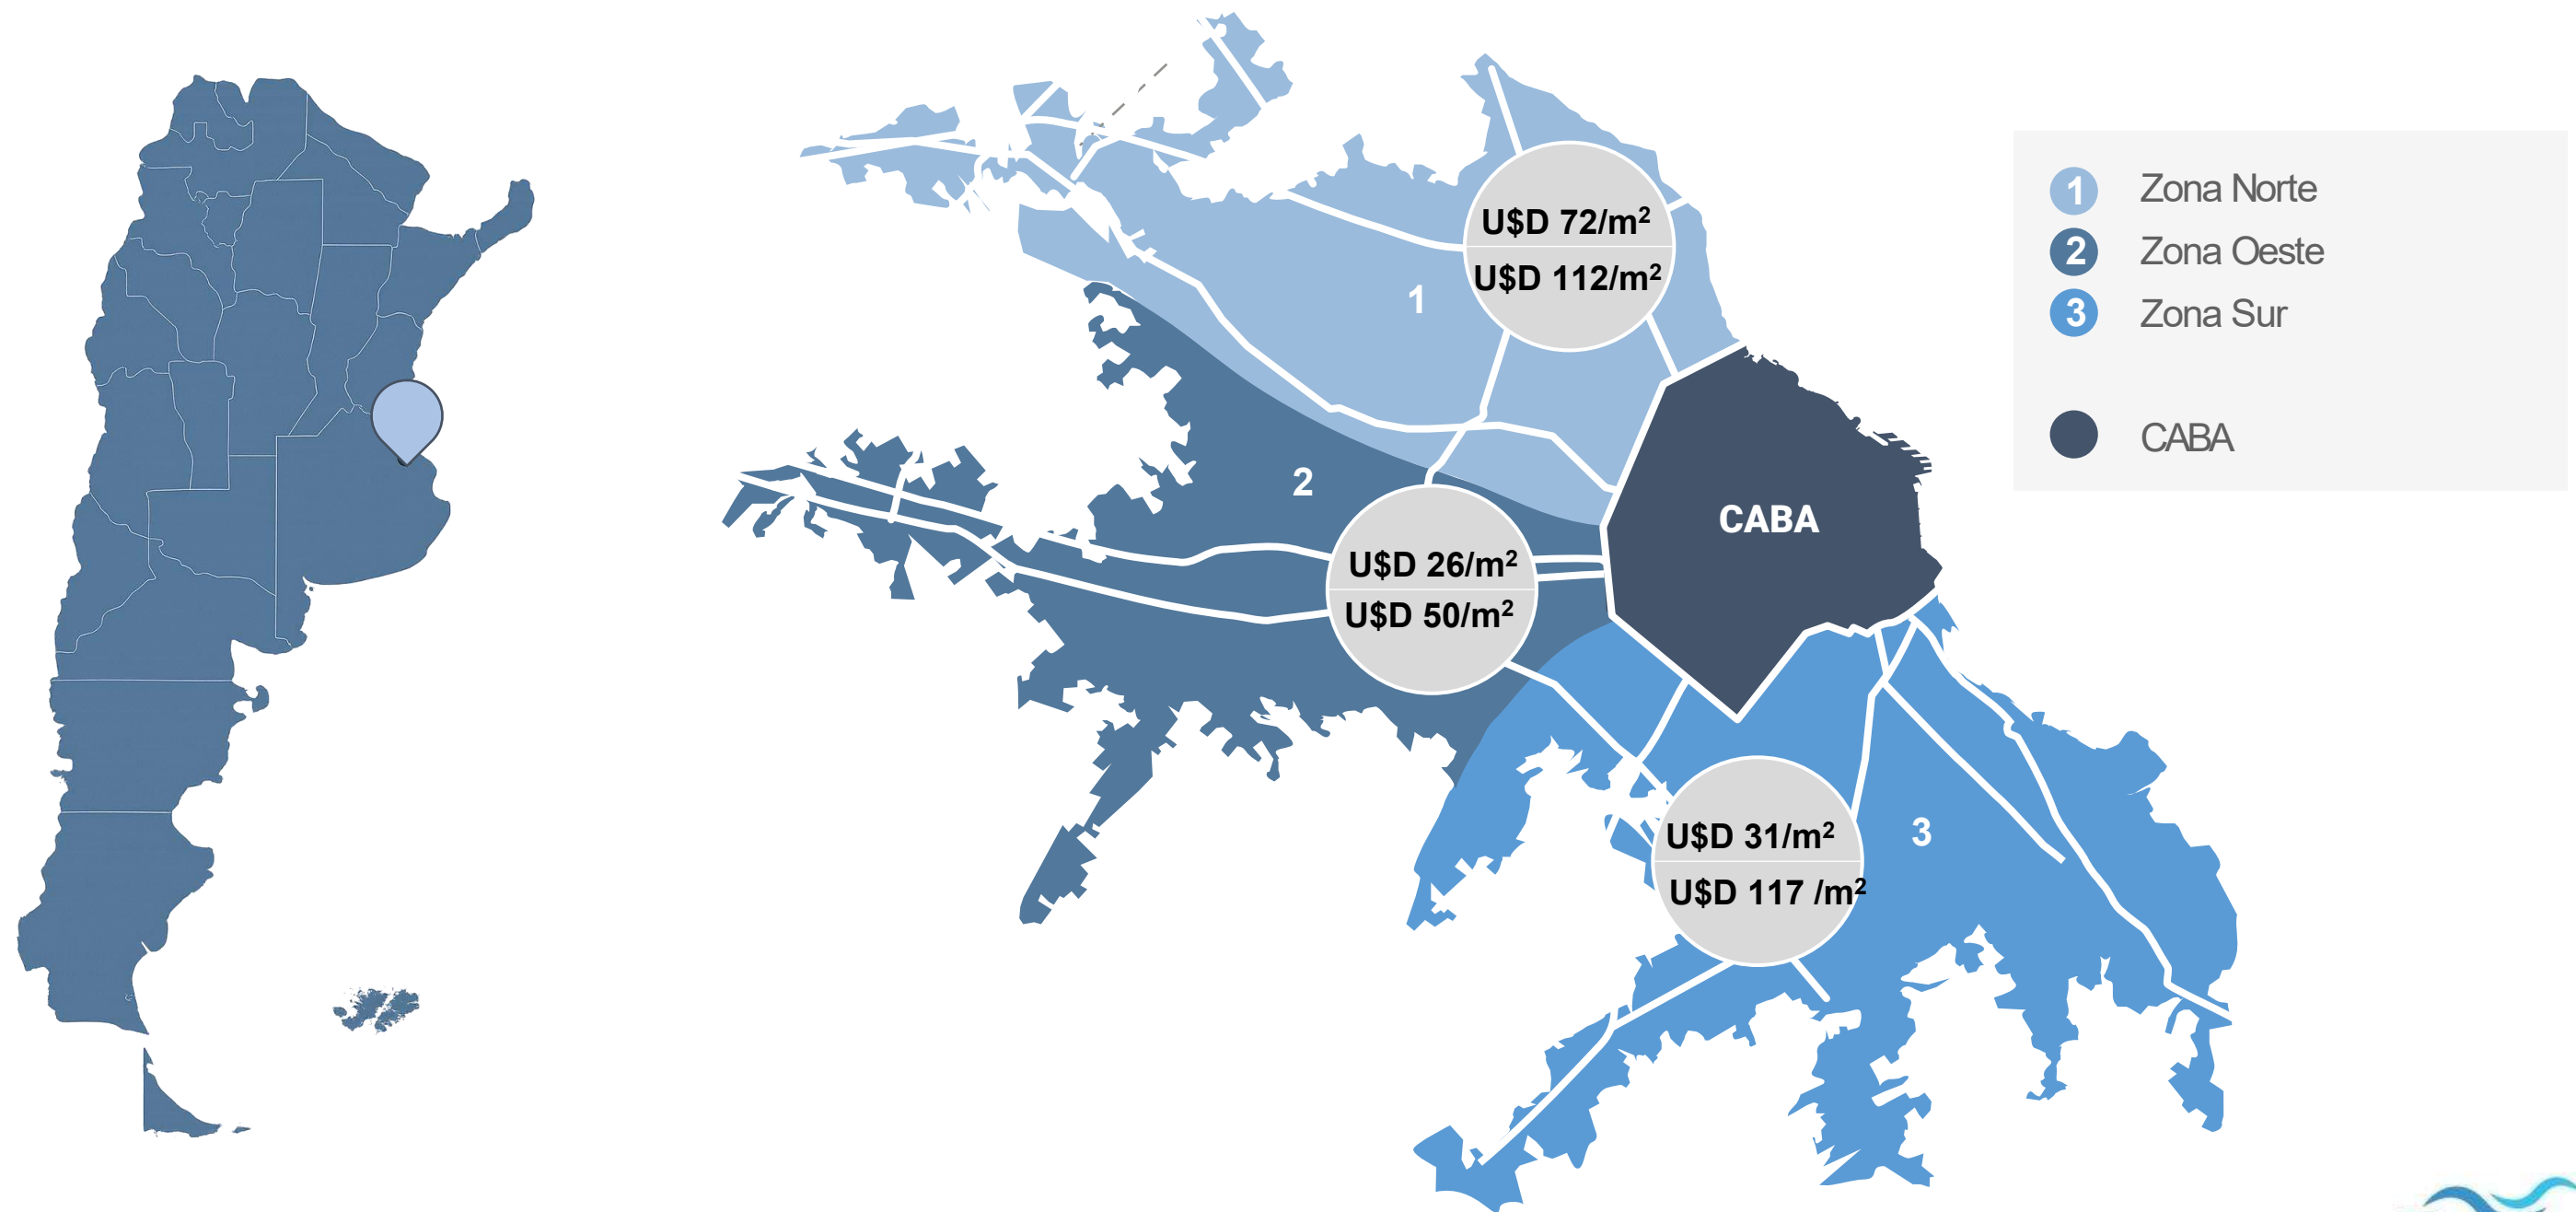 U$D 72/m²
U$D 112/m²
1
2
U$D 26/m²
U$D 50/m²
CABA
U$D 31/m²
U$D 117 /m²
3
1 Zona Norte
2 Zona Oeste
3 Zona Sur
CABA